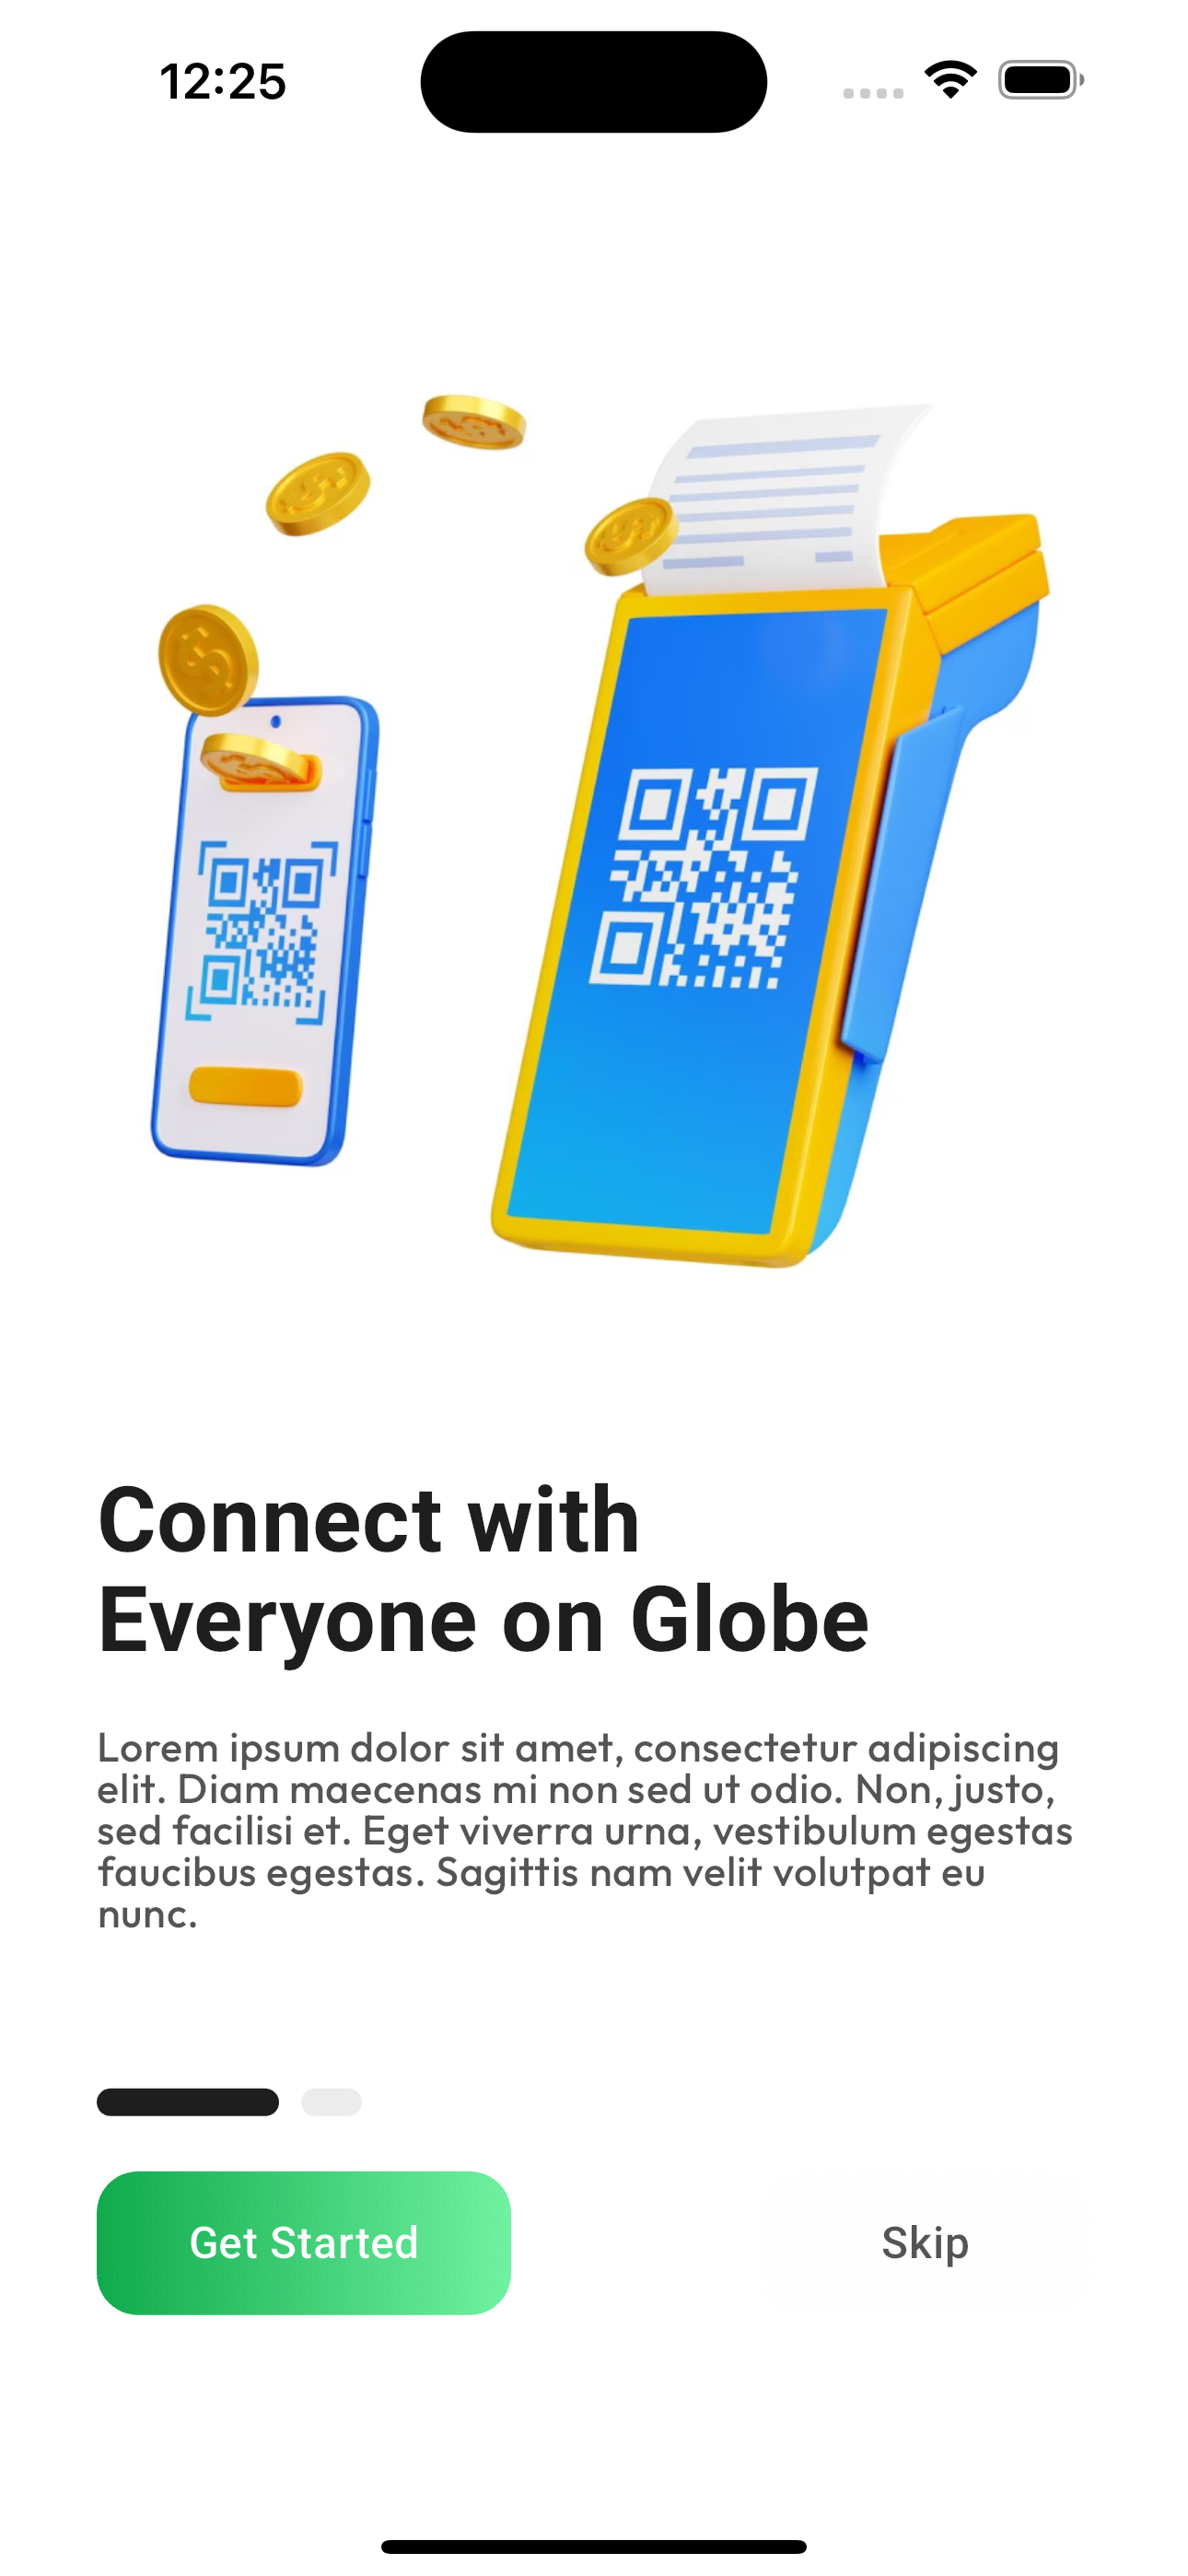 12:25
Connect with
Everyone on Globe
Lorem ipsum dolor sit amet, consectetur adipiscing
elit. Diam maecenas mi non sed ut odio. Non, justo,
sed facilisi et. Eget viverra urna, vestibulum egestas
faucibus egestas. Sagittis nam velit volutpat eu
nunc.
Get Started
Skip